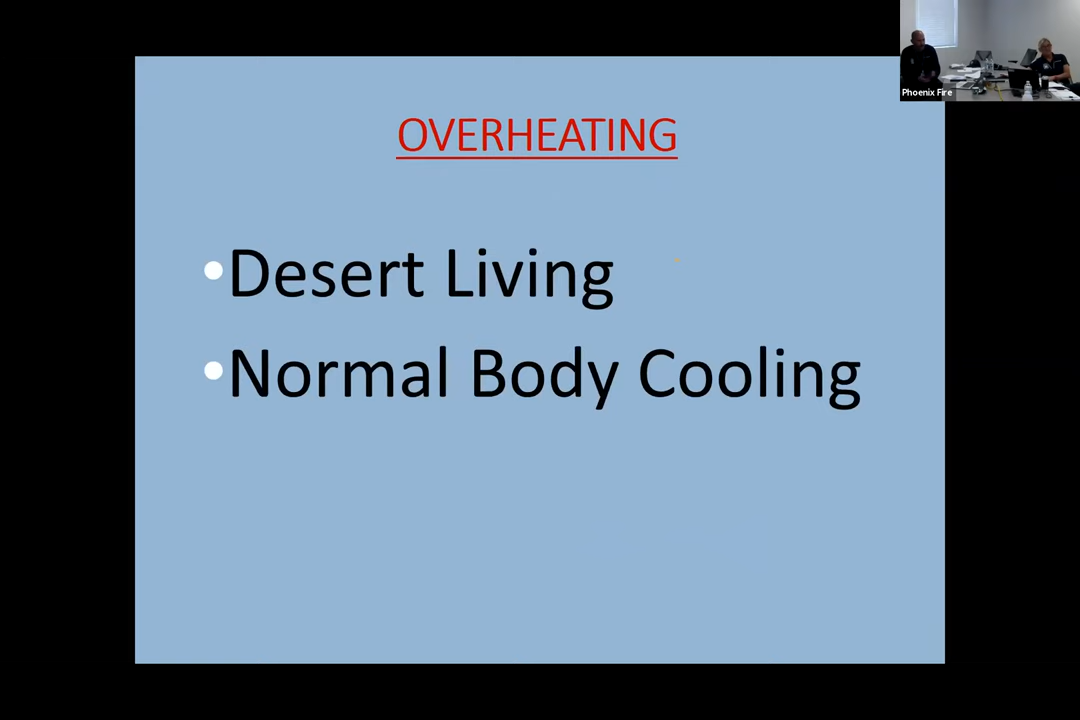 Phoenix Fire
OVERHEATING
•Desert Living
•Normal Body Cooling